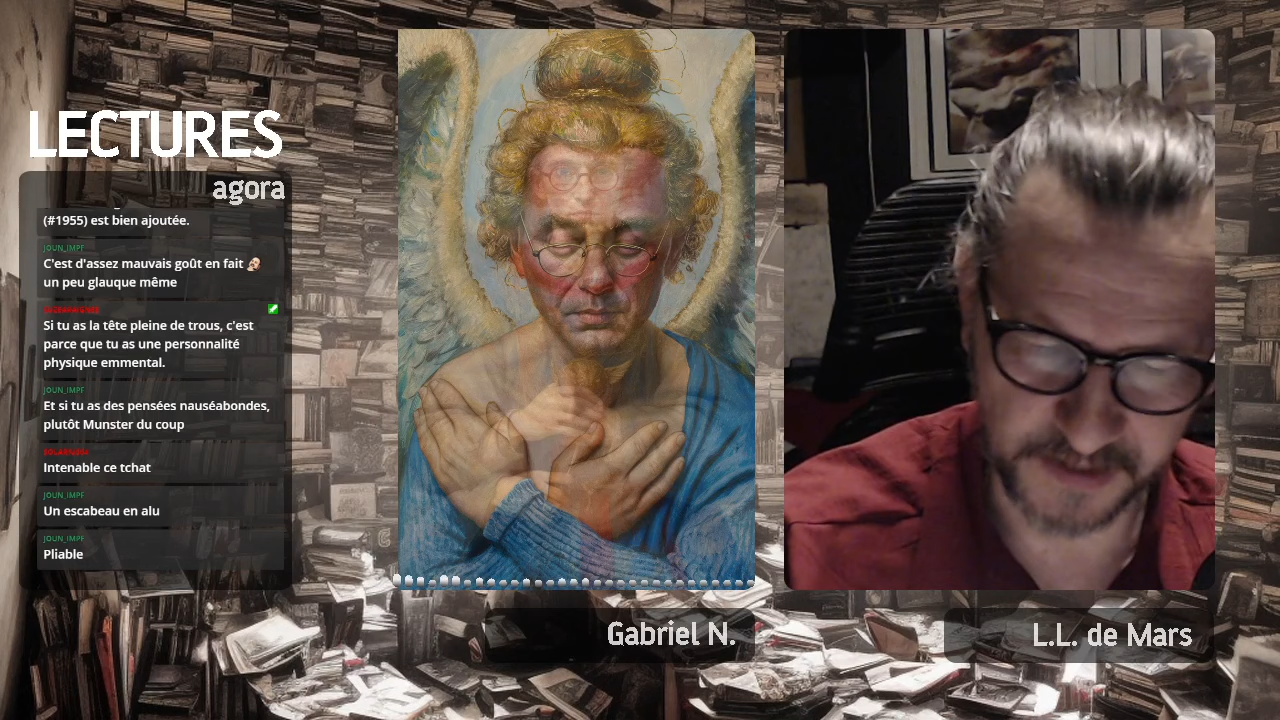 LECTURES
agora
(#1955) est bien ajoutée.
JOUN_IMPF
C'est d'assez mauvais goût en fait
un peu glauque même
Si tu as la tête pleine de trous, c'est
parce que tu as une personnalité
physique emmental.
JOUN_IMPF
Et si tu as des pensées nauséabondes,
plutôt Munster du coup
Intenable ce tchat
JOUN_IMPF
Un escabeau en alu
JOUN_IMPF
Pliable
Gabriel N.
L.L. de Mars